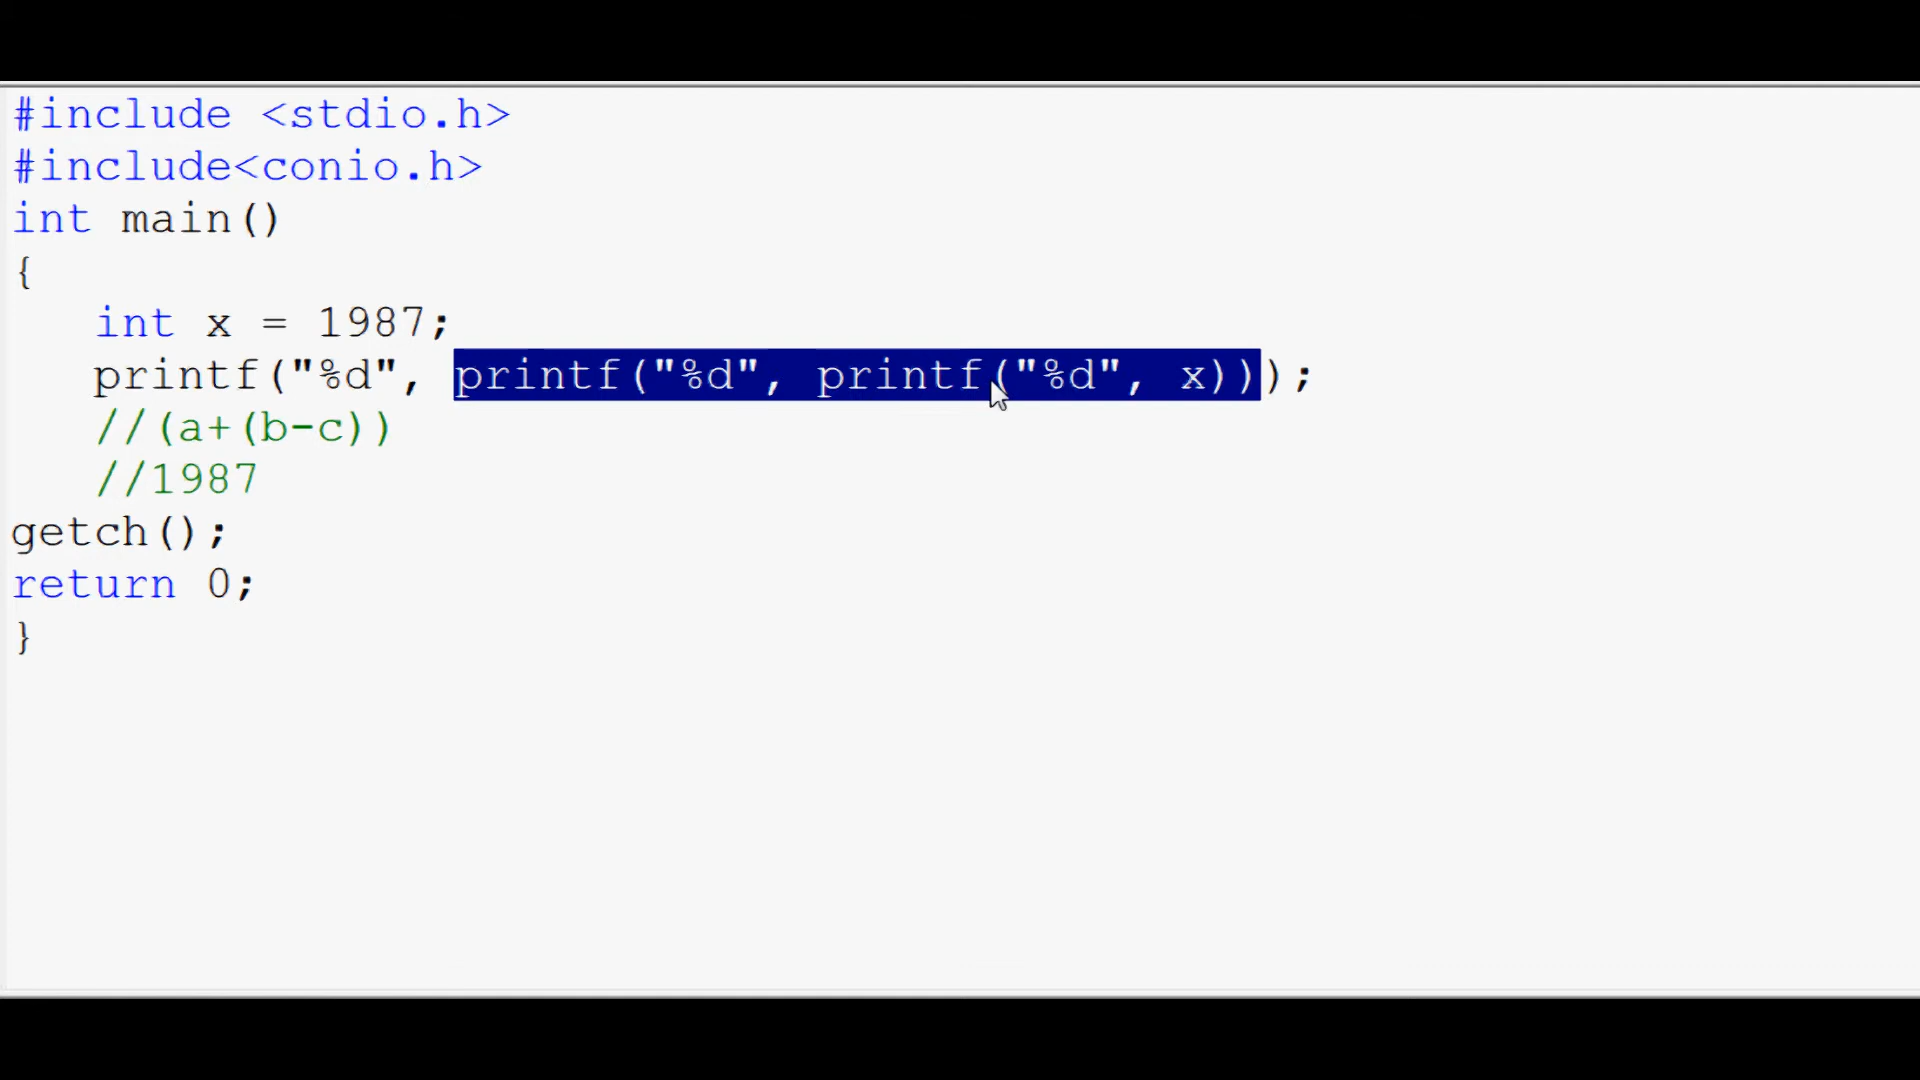 #include <stdio.h>
#include<conio.h>
int main()
{
int x = 1987;
printf("%d", printf("%d", printf("%d", x)));
//(a+(b-c))
//1987
getch();
return 0;
}